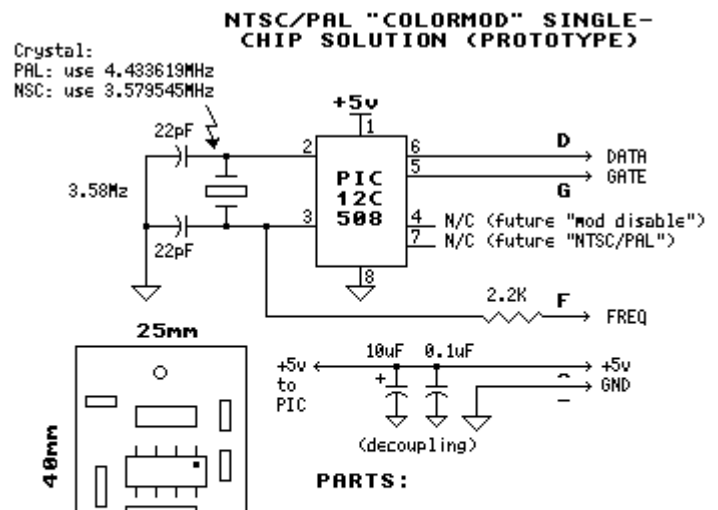 NTSC/PAL "COLORMOD" SINGLE-
CHIP SOLUTION (PROTOTYPE)
Crystal:
PAL: use 4.433619MHz
NSC: use 3.579545MHz
+5v
1
22pF
2
6
D
DATA
5
GATE
G
3.58Mz
PIC
12C
508
3
4
N/C (future "mod disable")
7
N/C (future "NTSC/PAL")
22pF
8
2.2K
F
FREQ
25mm
10uF
0.1uF
+5v
to
PIC
+
+5v
GND
(decoupling)
40mm
PARTS: